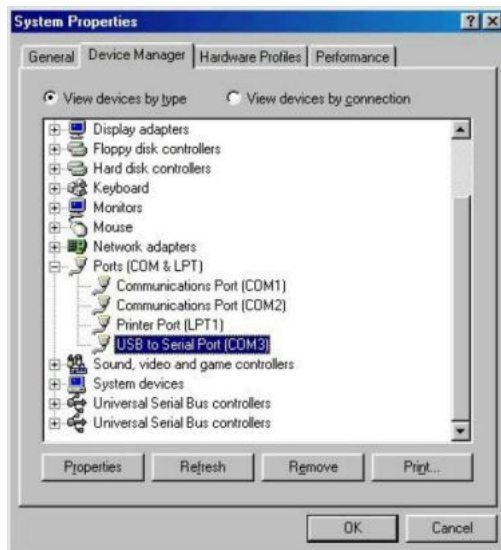 System Properties
General Device Manager Hardware Profiles Performance
View devices by type View devices by connection
Display adapters
Floppy disk controllers
Hard disk controllers
Keyboard
Monitors
Mouse
Network adapters
Ports (COM & LPT)
Communications Port (COM1)
Communications Port (COM2)
Printer Port (LPT1)
USB to Serial Port (COM3)
Sound, video and game controllers
System devices
Universal Serial Bus controllers
Universal Serial Bus controllers
Properties Refresh Remove Print...
OK Cancel